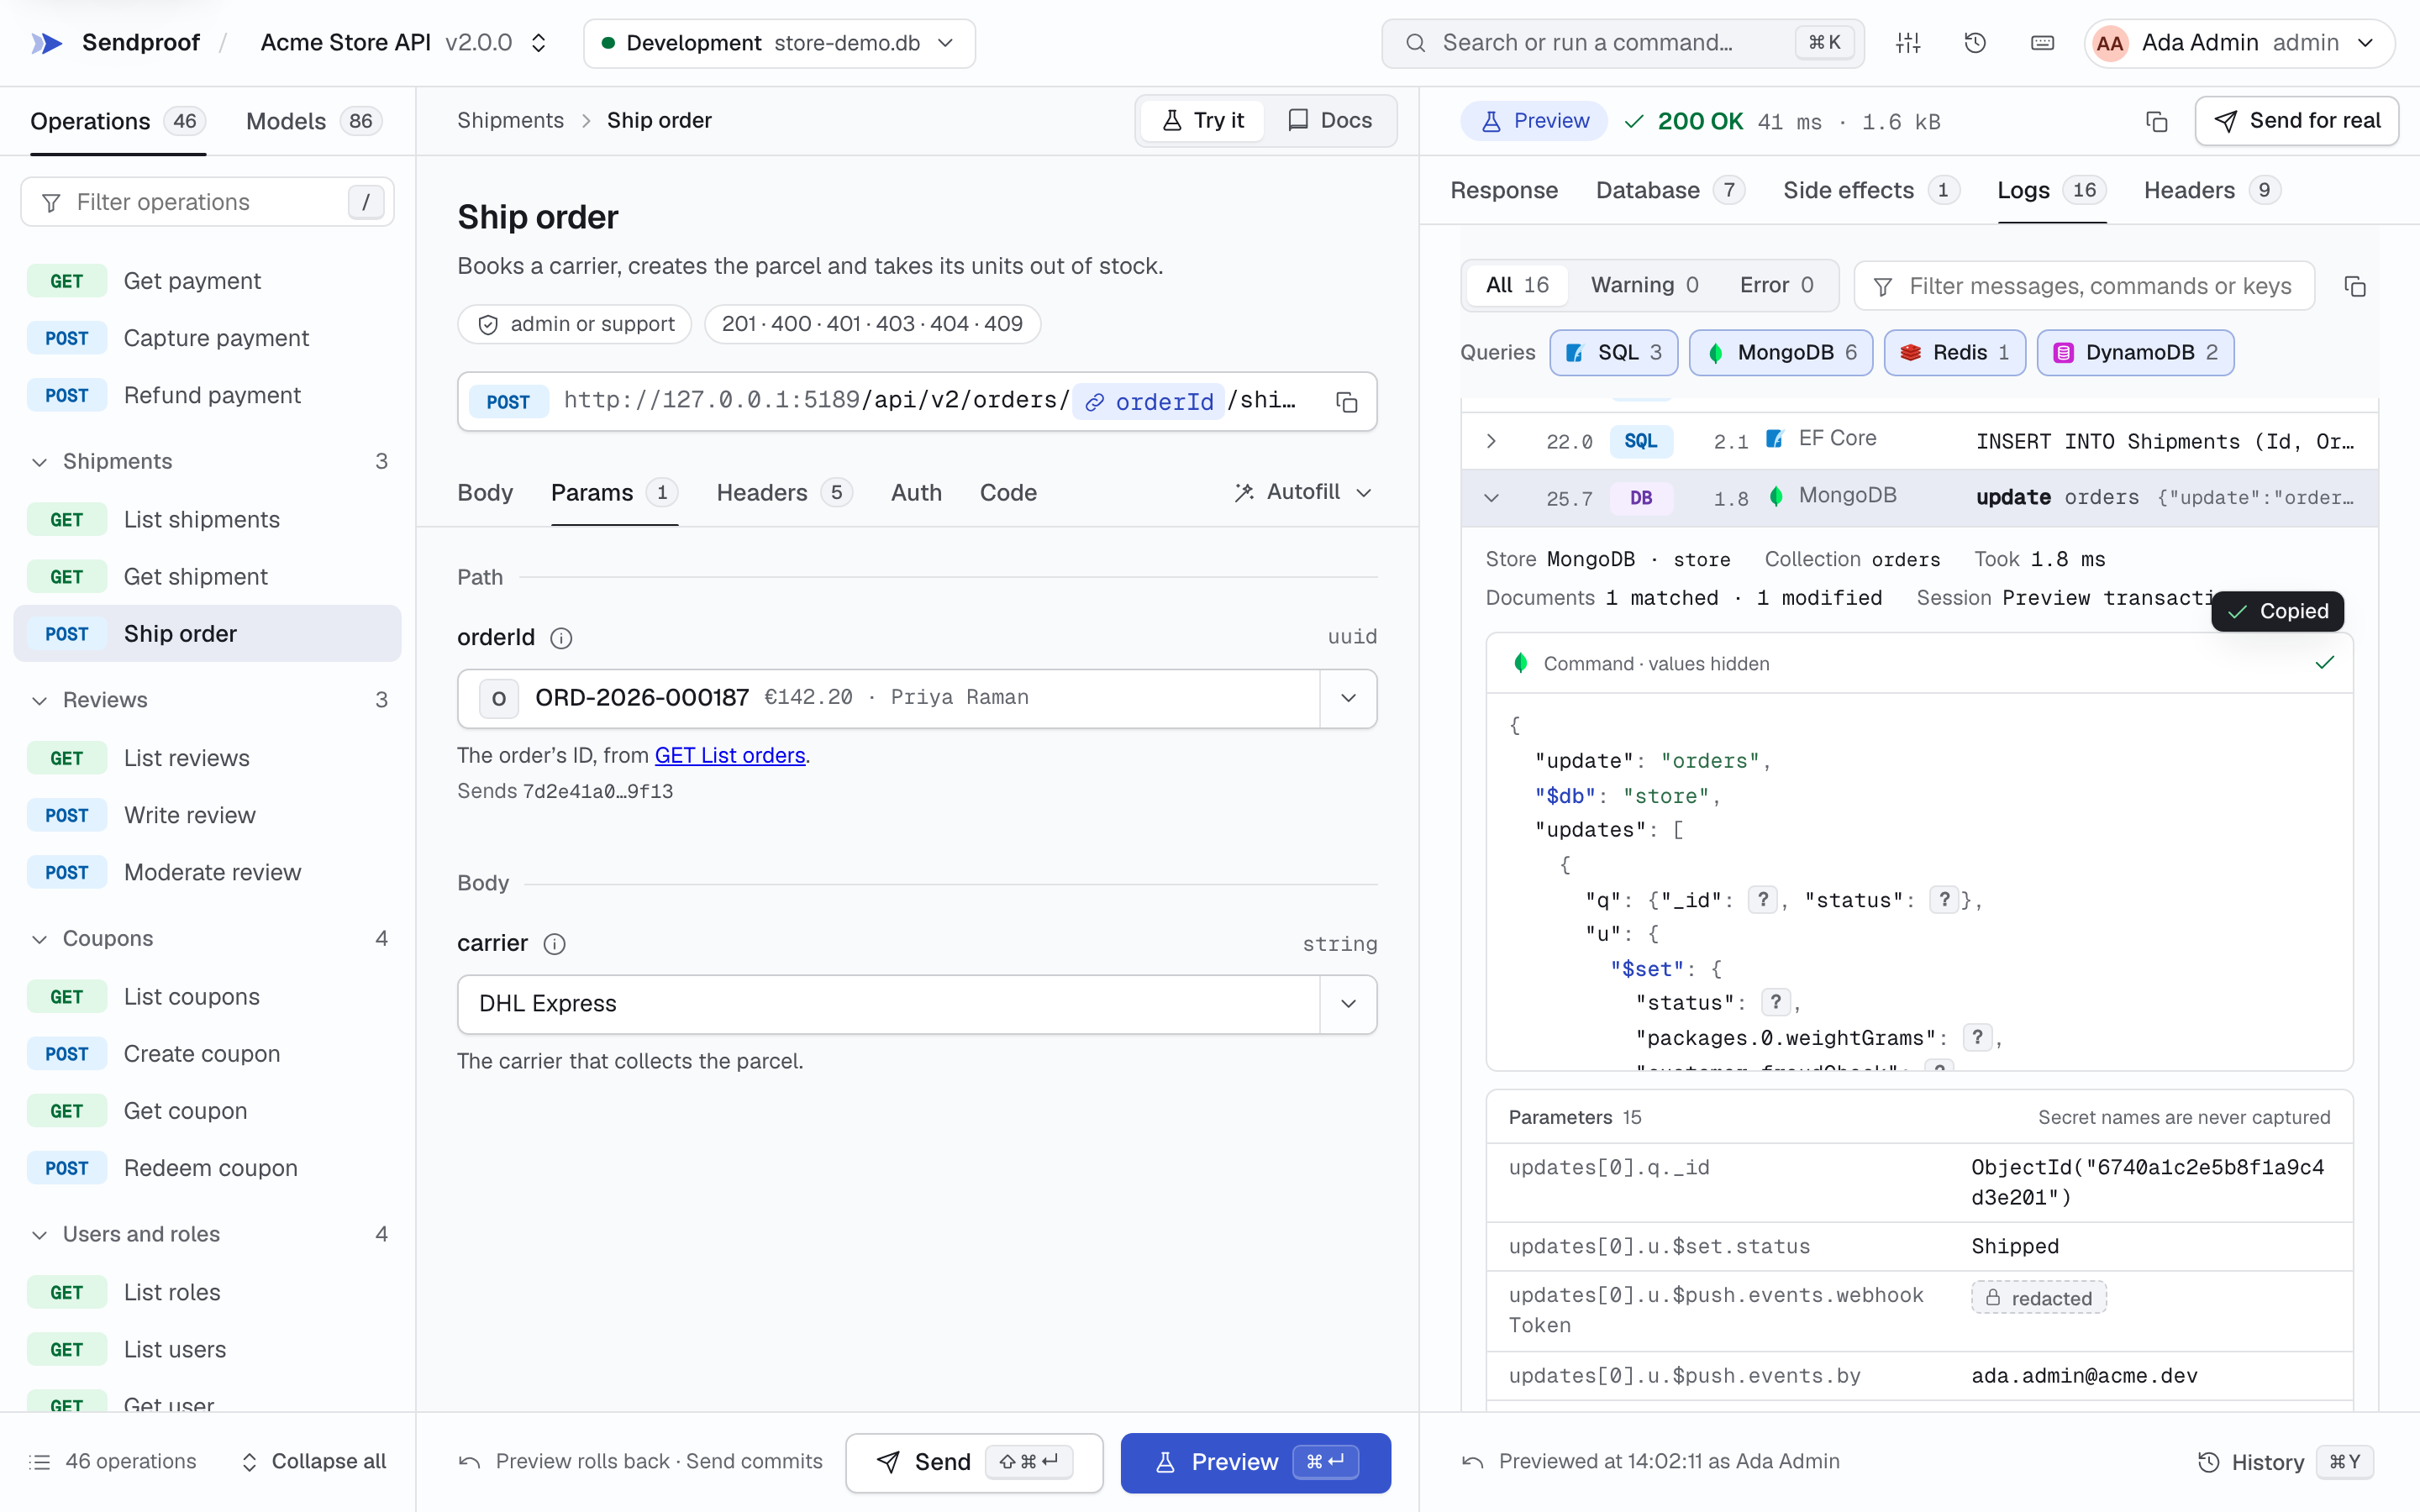 Sendproof / Acme Store API v2.0.0
Development store-demo.db
Search or run a command... ⌘K
AA Ada Admin admin
Operations 46 Models 86
Filter operations /
GET Get payment
POST Capture payment
POST Refund payment
Shipments 3
GET List shipments
GET Get shipment
POST Ship order
Reviews 3
GET List reviews
POST Write review
POST Moderate review
Coupons 4
GET List coupons
POST Create coupon
GET Get coupon
POST Redeem coupon
Users and roles 4
GET List roles
GET List users
GET Get user
46 operations Collapse all
Shipments > Ship order
Try it Docs
Ship order
Books a carrier, creates the parcel and takes its units out of stock.
admin or support 201 · 400 · 401 · 403 · 404 · 409
POST http://127.0.0.1:5189/api/v2/orders/ orderId /shi…
Body Params 1 Headers 5 Auth Code Autofill
Path
orderId uuid
O ORD-2026-000187 €142.20 · Priya Raman
The order’s ID, from GET List orders.
Sends 7d2e41a0…9f13
Body
carrier string
DHL Express
The carrier that collects the parcel.
Preview rolls back · Send commits
Send ⇧⌘↵
Preview ⌘↵
Preview 200 OK 41 ms · 1.6 kB
Send for real
Response Database 7 Side effects 1 Logs 16 Headers 9
All 16 Warning 0 Error 0
Filter messages, commands or keys
Queries SQL 3 MongoDB 6 Redis 1 DynamoDB 2
22.0 SQL 2.1 EF Core INSERT INTO Shipments (Id, Or…
25.7 DB 1.8 MongoDB update orders {"update":"order…
Store MongoDB · store Collection orders Took 1.8 ms
Documents 1 matched · 1 modified Session Preview transacti
Copied
Command · values hidden
{
"update": "orders",
"$db": "store",
"updates": [
{
"q": {"_id": ?, "status": ?},
"u": {
"$set": {
"status": ?,
"packages.0.weightGrams": ?,
"customer.fraudCheck": ?
Parameters 15 Secret names are never captured
updates[0].q._id ObjectId("6740a1c2e5b8f1a9c4
d3e201")
updates[0].u.$set.status Shipped
updates[0].u.$push.events.webhook
Token redacted
updates[0].u.$push.events.by ada.admin@acme.dev
Previewed at 14:02:11 as Ada Admin
History ⌘Y